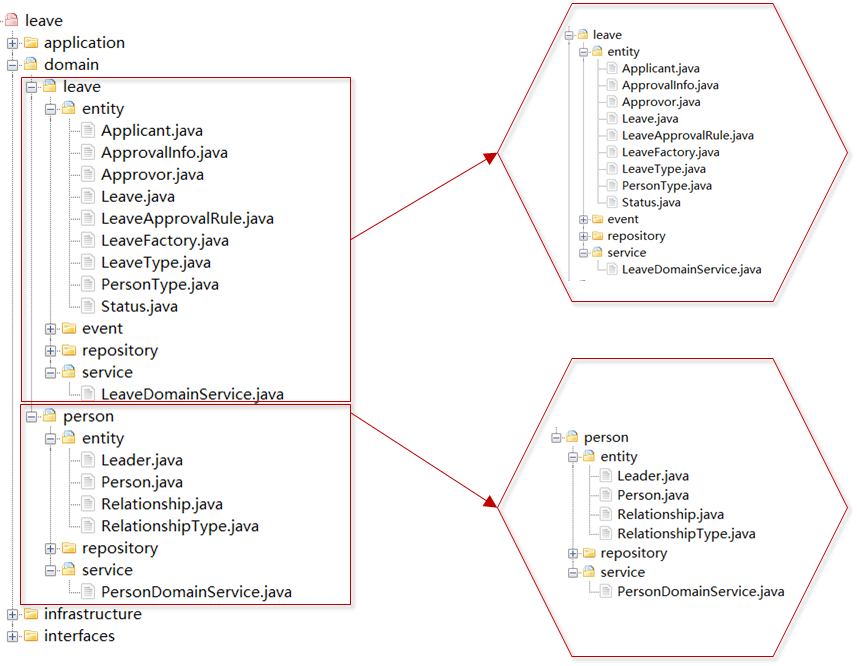 leave
application
domain
leave
entity
Applicant.java
ApprovalInfo.java
Approvor.java
Leave.java
LeaveApprovalRule.java
LeaveFactory.java
LeaveType.java
PersonType.java
Status.java
event
repository
service
LeaveDomainService.java
person
entity
Leader.java
Person.java
Relationship.java
RelationshipType.java
repository
service
PersonDomainService.java
infrastructure
interfaces
leave
entity
Applicant.java
ApprovalInfo.java
Approvor.java
Leave.java
LeaveApprovalRule.java
LeaveFactory.java
LeaveType.java
PersonType.java
Status.java
event
repository
service
LeaveDomainService.java
person
entity
Leader.java
Person.java
Relationship.java
RelationshipType.java
repository
service
PersonDomainService.java